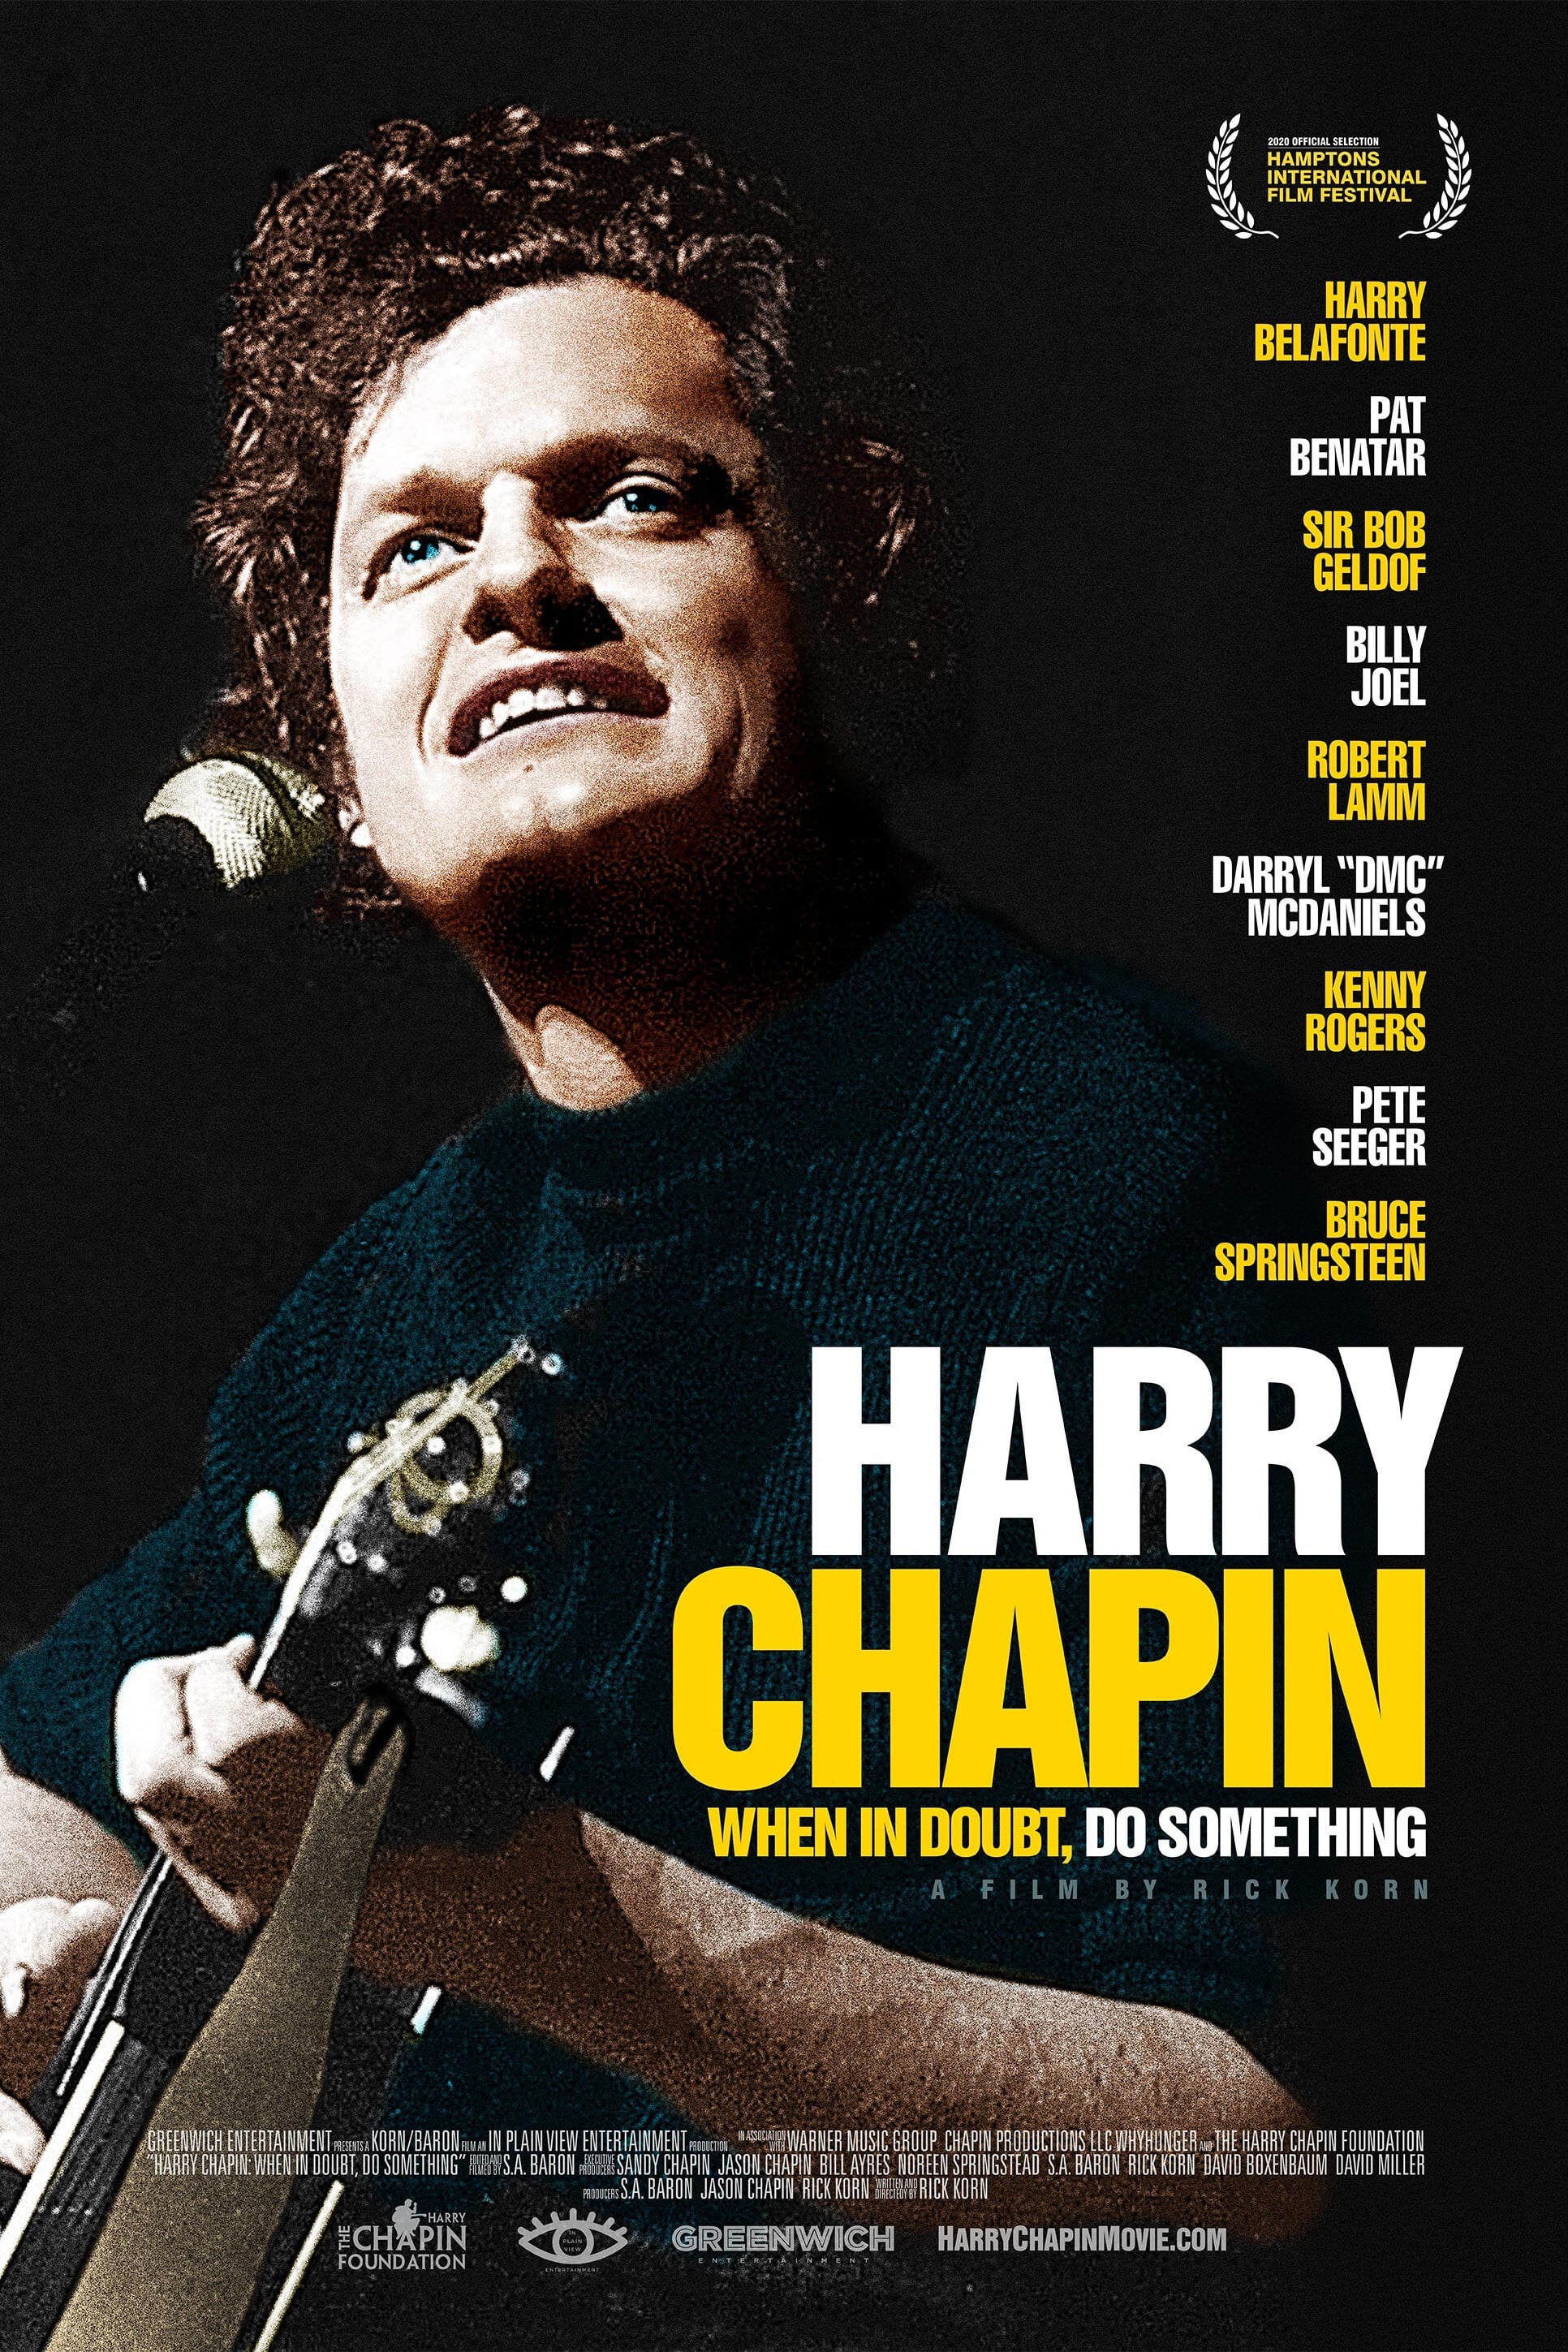 2020 OFFICIAL SELECTION
HAMPTONS
INTERNATIONAL
FILM FESTIVAL
HARRY
BELAFONTE
PAT
BENATAR
SIR BOB
GELDOF
BILLY
JOEL
ROBERT
LAMM
DARRYL “DMC”
MCDANIELS
KENNY
ROGERS
PETE
SEEGER
BRUCE
SPRINGSTEEN
HARRY
CHAPIN
WHEN IN DOUBT, DO SOMETHING
A FILM BY RICK KORN
GREENWICH ENTERTAINMENT PRESENTS A KORN/BARON FILM AN IN PLAIN VIEW ENTERTAINMENT PRODUCTION IN ASSOCIATION WITH WARNER MUSIC GROUP CHAPIN PRODUCTIONS LLC WHYHUNGER AND THE HARRY CHAPIN FOUNDATION
“HARRY CHAPIN: WHEN IN DOUBT, DO SOMETHING” EDITED AND FILMED BY S.A. BARON EXECUTIVE PRODUCERS SANDY CHAPIN JASON CHAPIN BILL AYRES NOREEN SPRINGSTEAD S.A. BARON RICK KORN DAVID BOXENBAUM DAVID MILLER
PRODUCERS S.A. BARON JASON CHAPIN RICK KORN WRITTEN AND DIRECTED BY RICK KORN
THE HARRY CHAPIN FOUNDATION
IN PLAIN VIEW ENTERTAINMENT
GREENWICH
ENTERTAINMENT
HARRYCHAPINMOVIE.COM